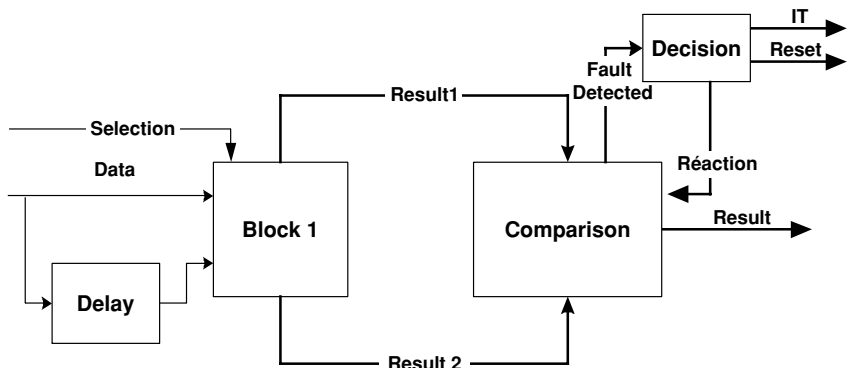 IT
Decision
Reset
Fault
Detected
Result1
Selection
Data
Réaction
Block 1
Comparison
Result
Delay
Result 2